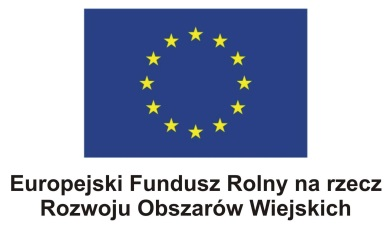 Europejski Fundusz Rolny na rzecz
Rozwoju Obszarów Wiejskich